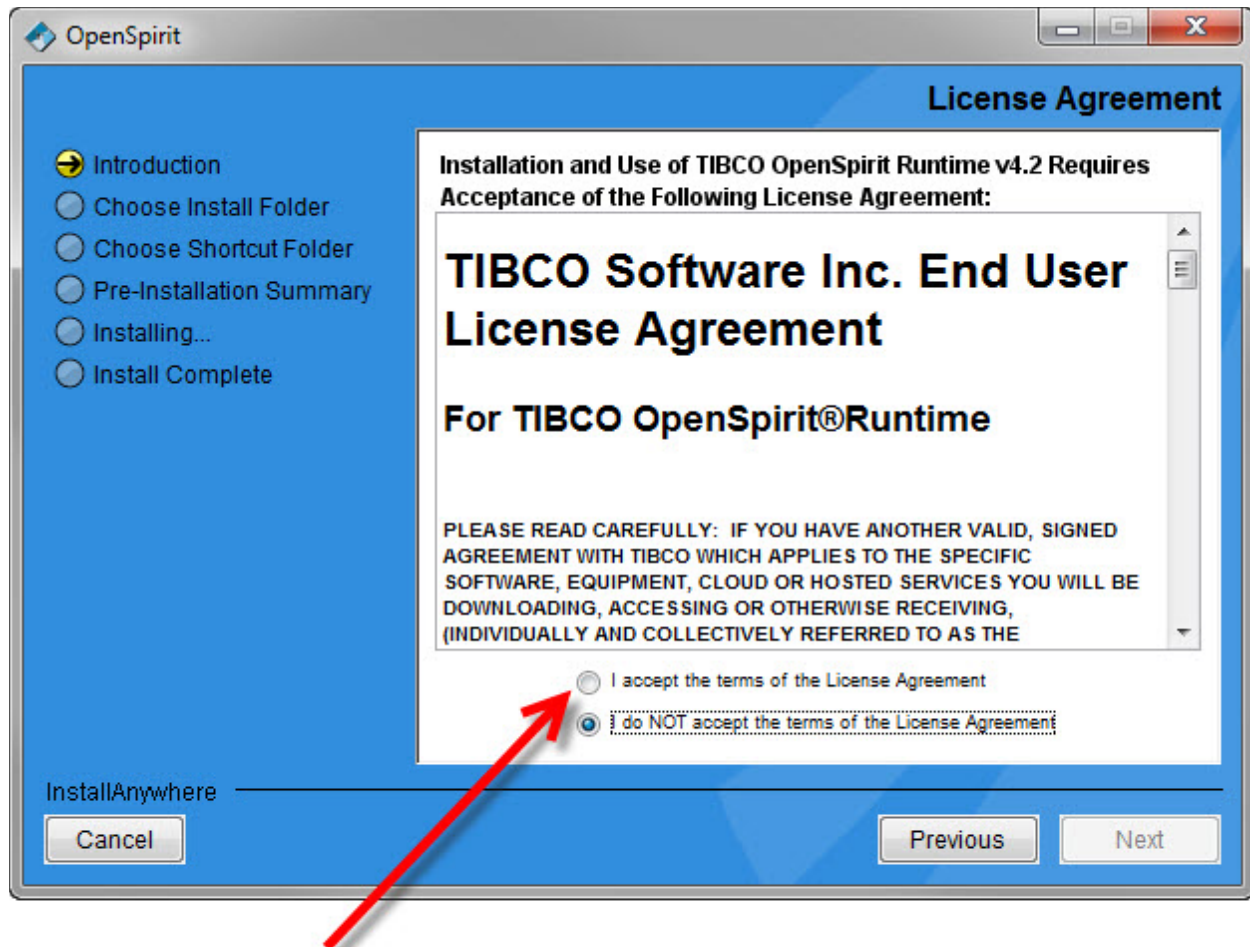 OpenSpirit
License Agreement
Introduction
Choose Install Folder
Choose Shortcut Folder
Pre-Installation Summary
Installing...
Install Complete
Installation and Use of TIBCO OpenSpirit Runtime v4.2 Requires
Acceptance of the Following License Agreement:
TIBCO Software Inc. End User
License Agreement
For TIBCO OpenSpirit®Runtime
PLEASE READ CAREFULLY: IF YOU HAVE ANOTHER VALID, SIGNED
AGREEMENT WITH TIBCO WHICH APPLIES TO THE SPECIFIC
SOFTWARE, EQUIPMENT, CLOUD OR HOSTED SERVICES YOU WILL BE
DOWNLOADING, ACCESSING OR OTHERWISE RECEIVING,
(INDIVIDUALLY AND COLLECTIVELY REFERRED TO AS THE
I accept the terms of the License Agreement
I do NOT accept the terms of the License Agreement
InstallAnywhere
Cancel
Previous
Next